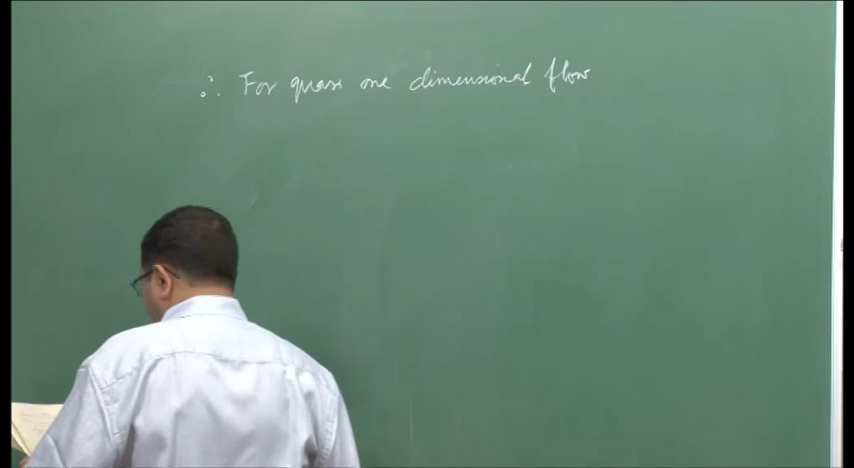 ∴ For quasi one dimensional flow